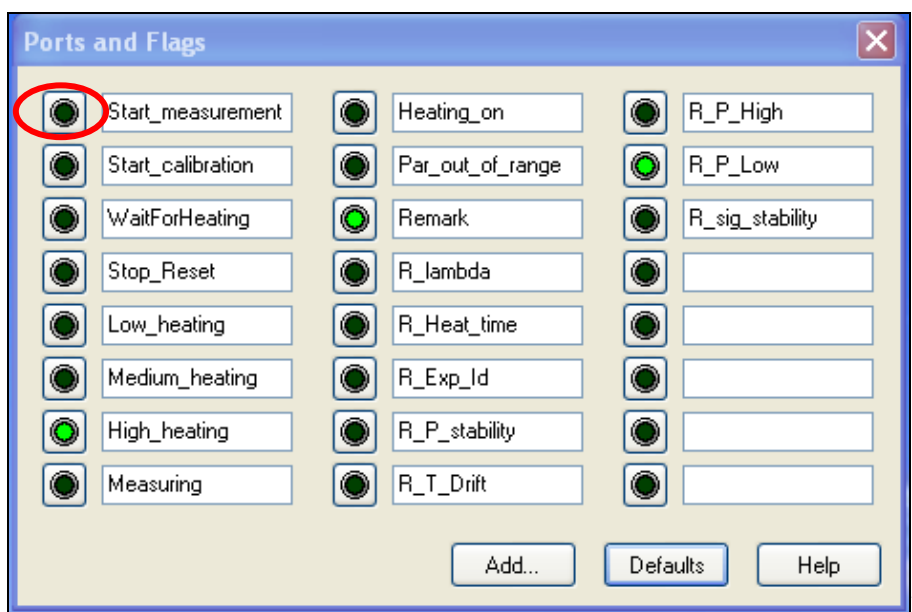 Ports and Flags
Start_measurement Heating_on R_P_High
Start_calibration Par_out_of_range R_P_Low
WaitForHeating Remark R_sig_stability
Stop_Reset R_lambda
Low_heating R_Heat_time
Medium_heating R_Exp_Id
High_heating R_P_stability
Measuring R_T_Drift
Add... Defaults Help